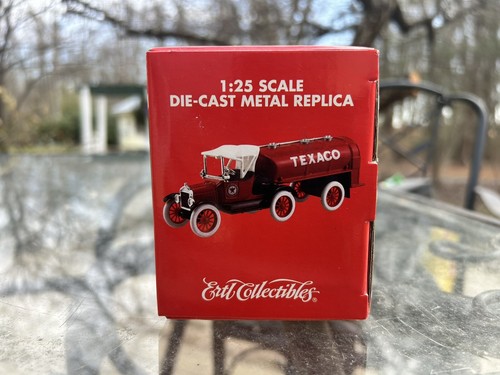 1:25 SCALE
DIE-CAST METAL REPLICA
TEXACO
Ertl Collectibles®